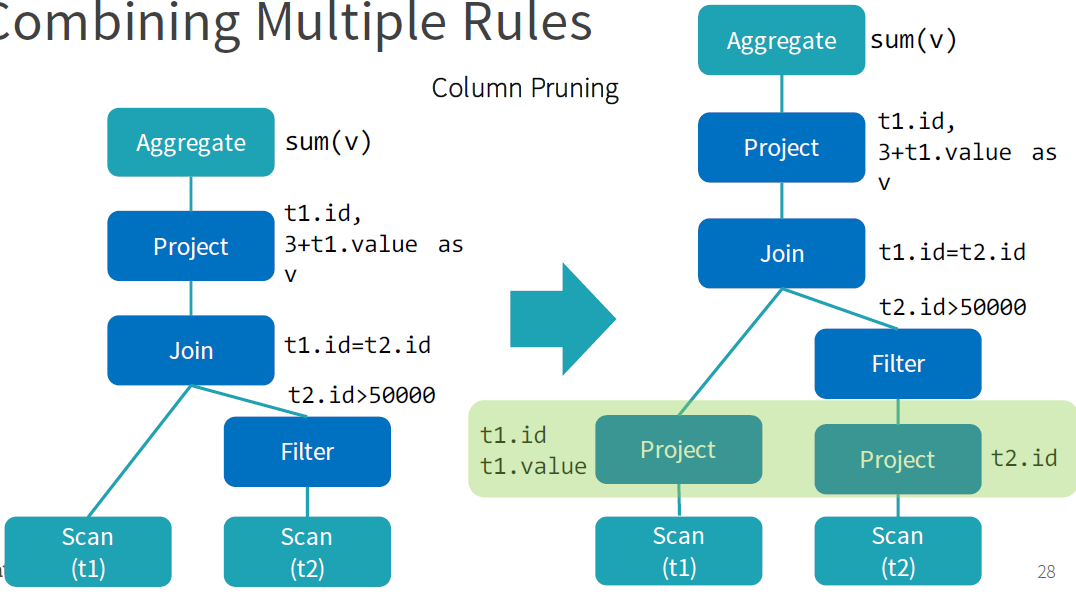 Combining Multiple Rules
Column Pruning
Aggregate
sum(v)
Project
t1.id,
3+t1.value as
v
Join
t1.id=t2.id
t2.id>50000
Filter
Scan
(t1)
Scan
(t2)
Aggregate
sum(v)
Project
t1.id,
3+t1.value as
v
Join
t1.id=t2.id
t2.id>50000
Filter
t1.id
t1.value
Project
Project
t2.id
Scan
(t1)
Scan
(t2)
28